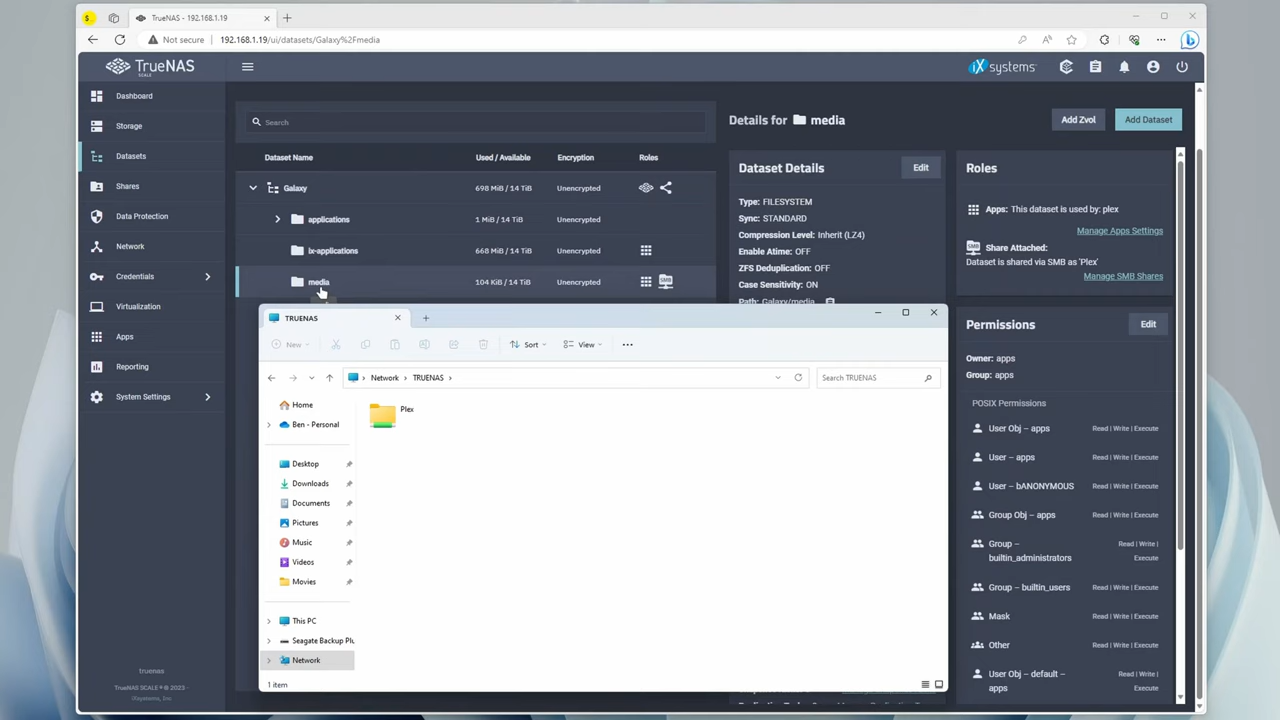 TrueNAS - 192.168.1.19
Not secure
192.168.1.19/ui/datasets/Galaxy%2Fmedia
TrueNAS
SCALE
iXsystems
Dashboard
Storage
Datasets
Shares
Data Protection
Network
Credentials
Virtualization
Apps
Reporting
System Settings
truenas
TrueNAS SCALE ® © 2023 -
iXsystems, Inc
Search
Dataset Name
Used / Available
Encryption
Roles
Galaxy
698 MiB / 14 TiB
Unencrypted
applications
1 MiB / 14 TiB
Unencrypted
ix-applications
668 MiB / 14 TiB
Unencrypted
media
104 KiB / 14 TiB
Unencrypted
SMB
Details for media
Add Zvol
Add Dataset
Dataset Details
Edit
Type: FILESYSTEM
Sync: STANDARD
Compression Level: Inherit (LZ4)
Enable Atime: OFF
ZFS Deduplication: OFF
Case Sensitivity: ON
Path: Galaxy/media
Roles
Apps: This dataset is used by: plex
Manage Apps Settings
SMB
Share Attached:
Dataset is shared via SMB as 'Plex'
Manage SMB Shares
Permissions
Edit
Owner: apps
Group: apps
POSIX Permissions
User Obj – apps
Read | Write | Execute
User – apps
Read | Write | Execute
User – bANONYMOUS
Read | Write | Execute
Group Obj – apps
Read | Write | Execute
Group –
builtin_administrators
Read | Write |
Execute
Group – builtin_users
Read | Write | Execute
Mask
Read | Write | Execute
Other
Read | Write | Execute
User Obj – default –
apps
Read | Write | Execute
TRUENAS
New
Sort
View
Network
TRUENAS
Search TRUENAS
Home
Ben - Personal
Desktop
Downloads
Documents
Pictures
Music
Videos
Movies
This PC
Seagate Backup Plu
Network
Plex
1 item